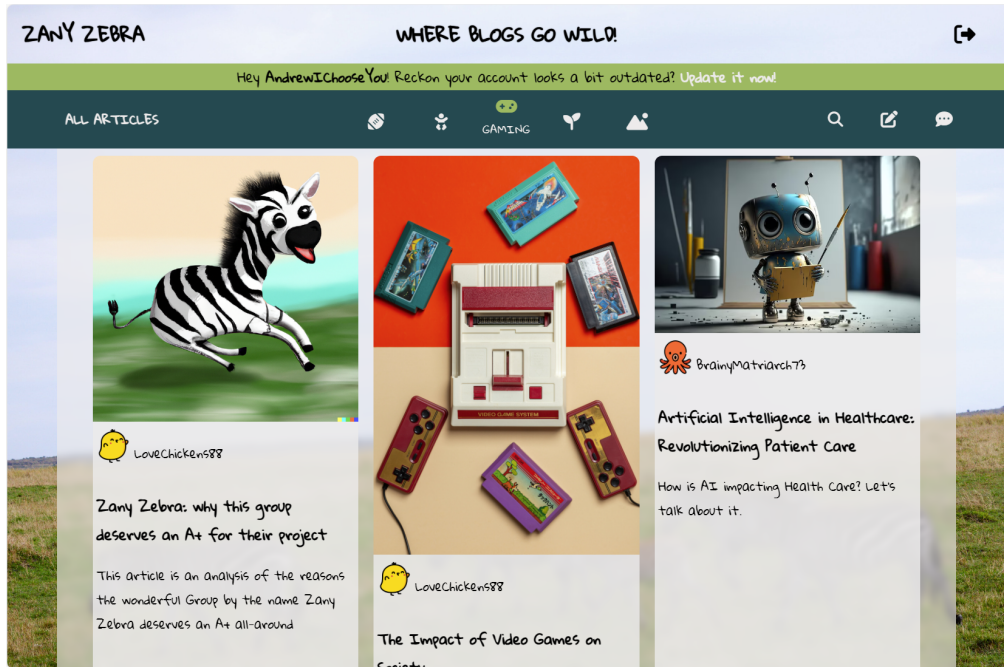 ZANY ZEBRA
WHERE BLOGS GO WILD!
Hey AndrewIChooseYou! Reckon your account looks a bit outdated? Update it now!
ALL ARTICLES
GAMING
LoveChickens88
Zany Zebra: why this group
deserves an A+ for their project
This article is an analysis of the reasons
the wonderful Group by the name Zany
Zebra deserves an A+ all-around
VIDEO GAME SYSTEM
LoveChickens88
The Impact of Video Games on
Society
BrainyMatriarch73
Artificial Intelligence in Healthcare:
Revolutionizing Patient Care
How is AI impacting Health Care? Let's
talk about it.